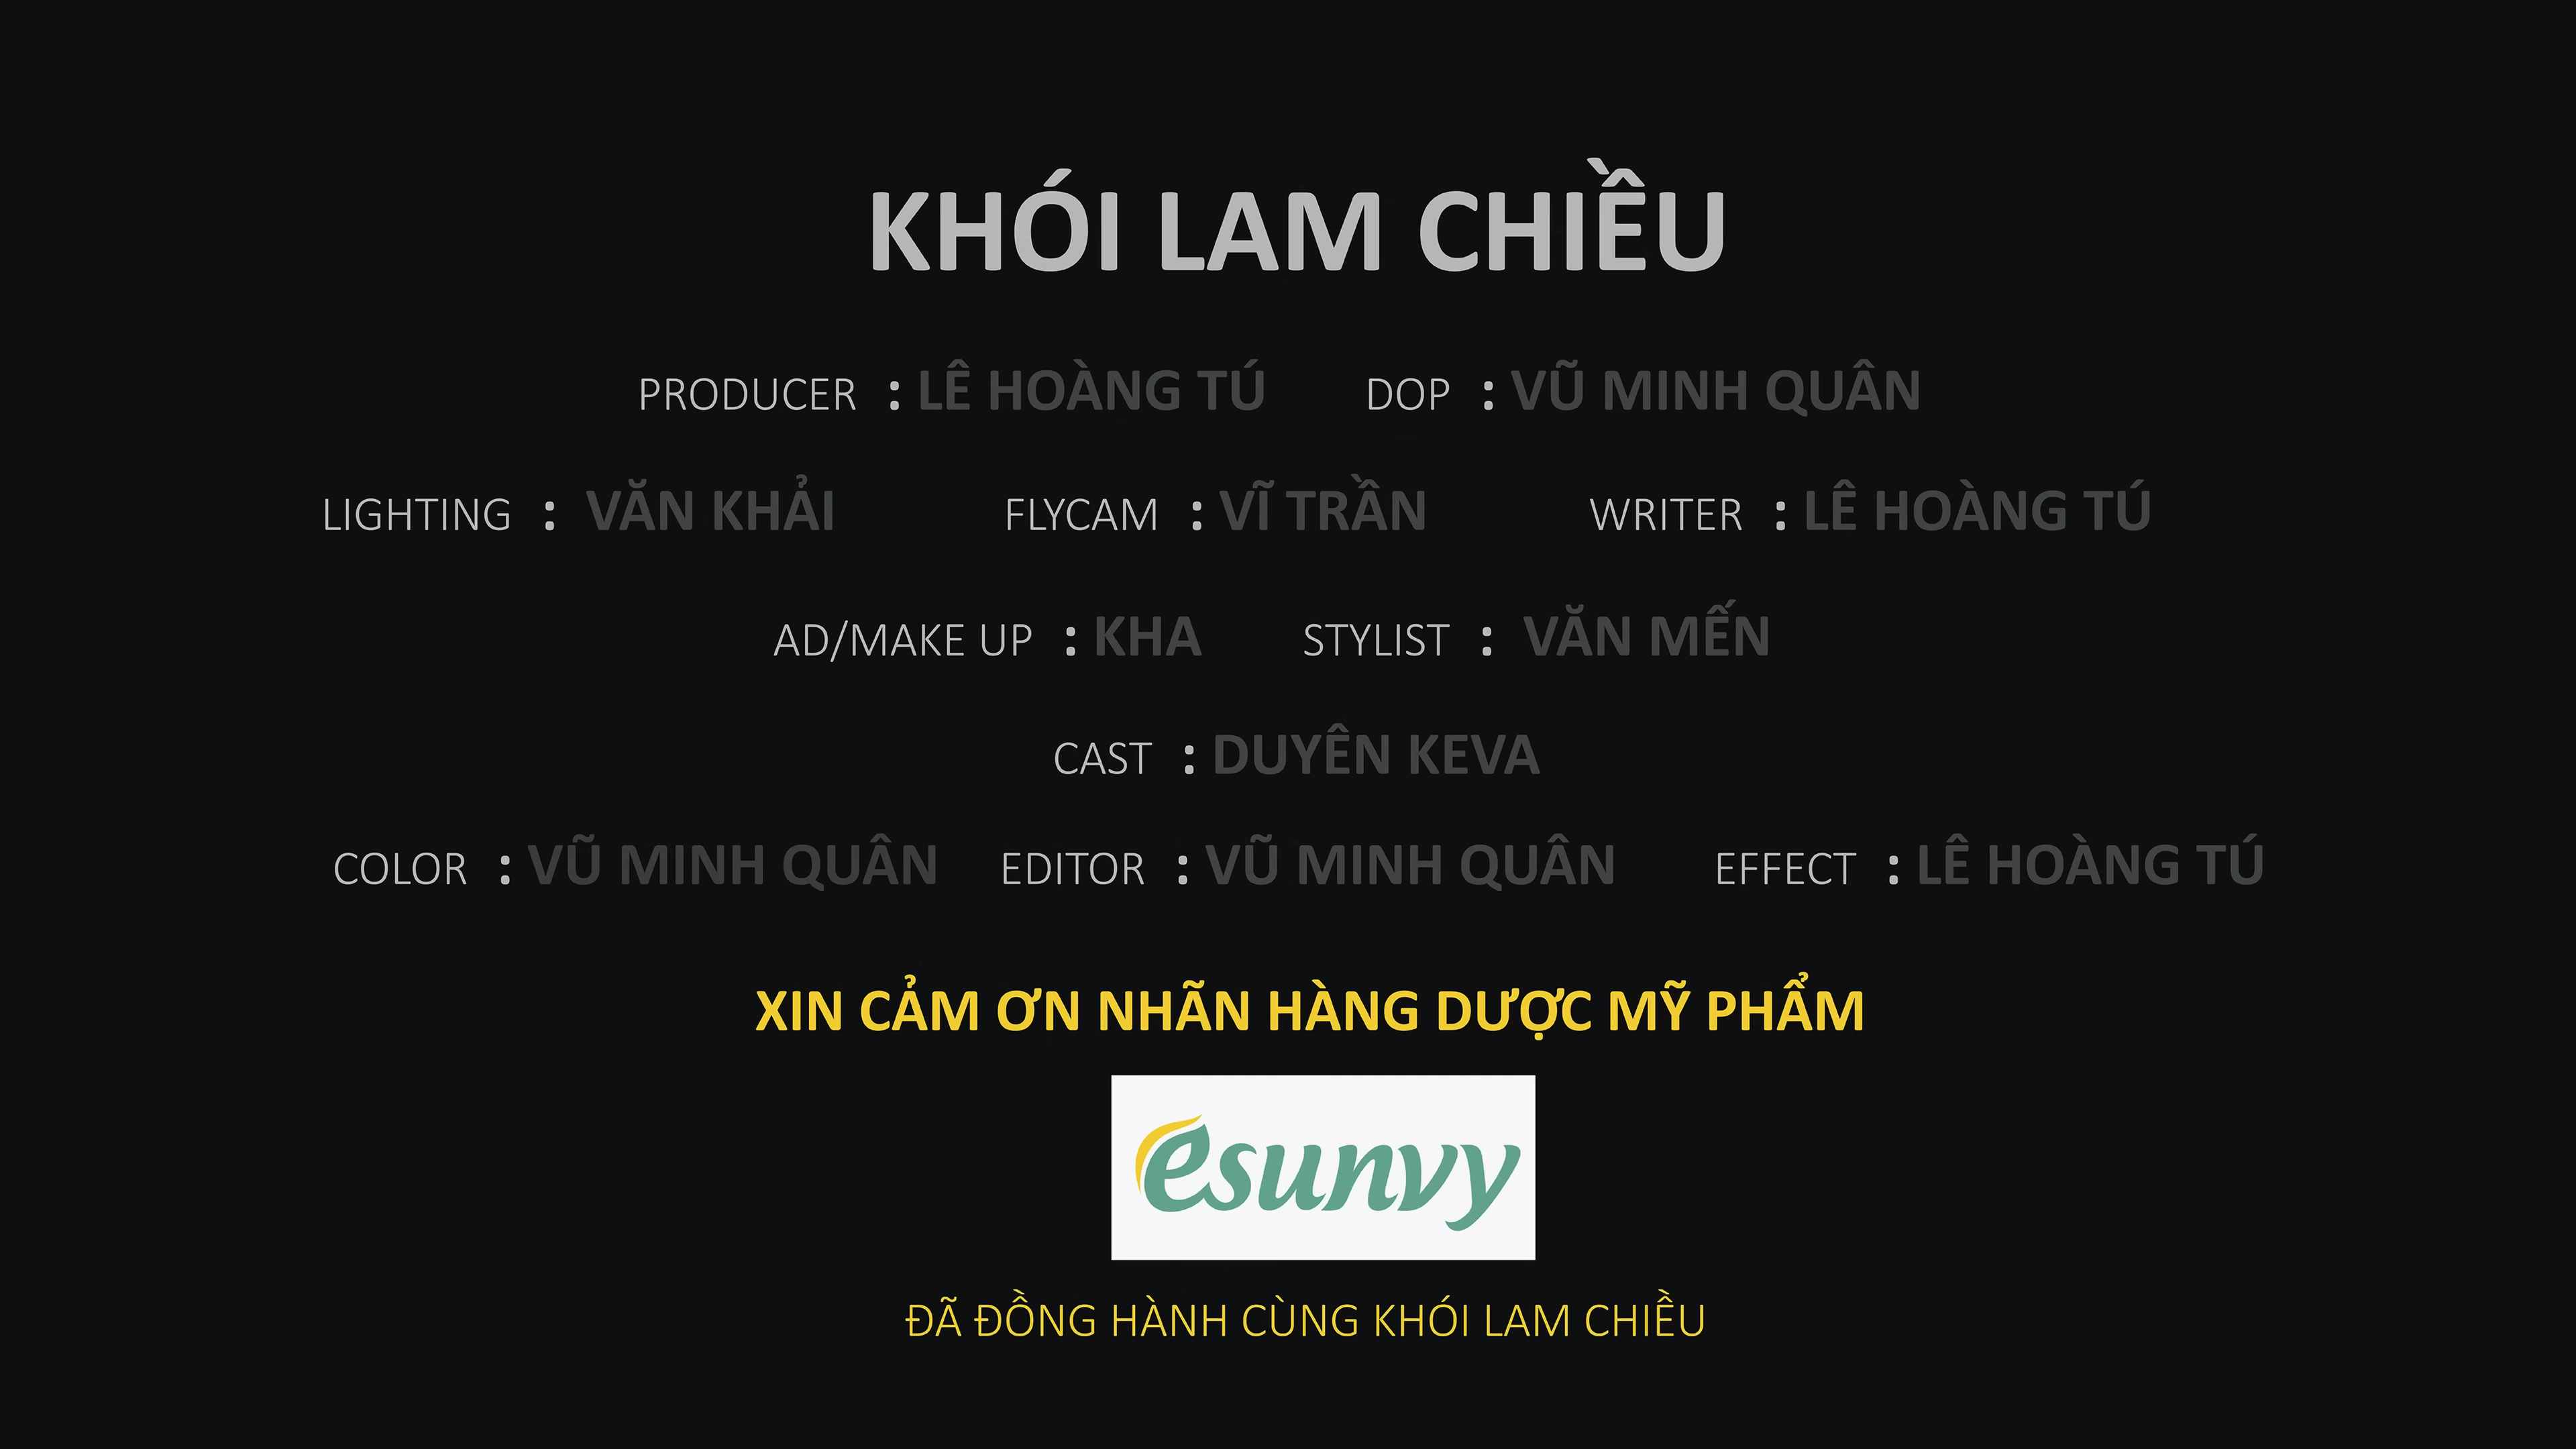 KHÓI LAM CHIỀU
PRODUCER : LÊ HOÀNG TÚ DOP : VŨ MINH QUÂN
LIGHTING : VĂN KHẢI FLYCAM : VĨ TRẦN WRITER : LÊ HOÀNG TÚ
AD/MAKE UP : KHA STYLIST : VĂN MẾN
CAST : DUYÊN KEVA
COLOR : VŨ MINH QUÂN EDITOR : VŨ MINH QUÂN EFFECT : LÊ HOÀNG TÚ
XIN CẢM ƠN NHÃN HÀNG DƯỢC MỸ PHẨM
esunvy
ĐÃ ĐỒNG HÀNH CÙNG KHÓI LAM CHIỀU